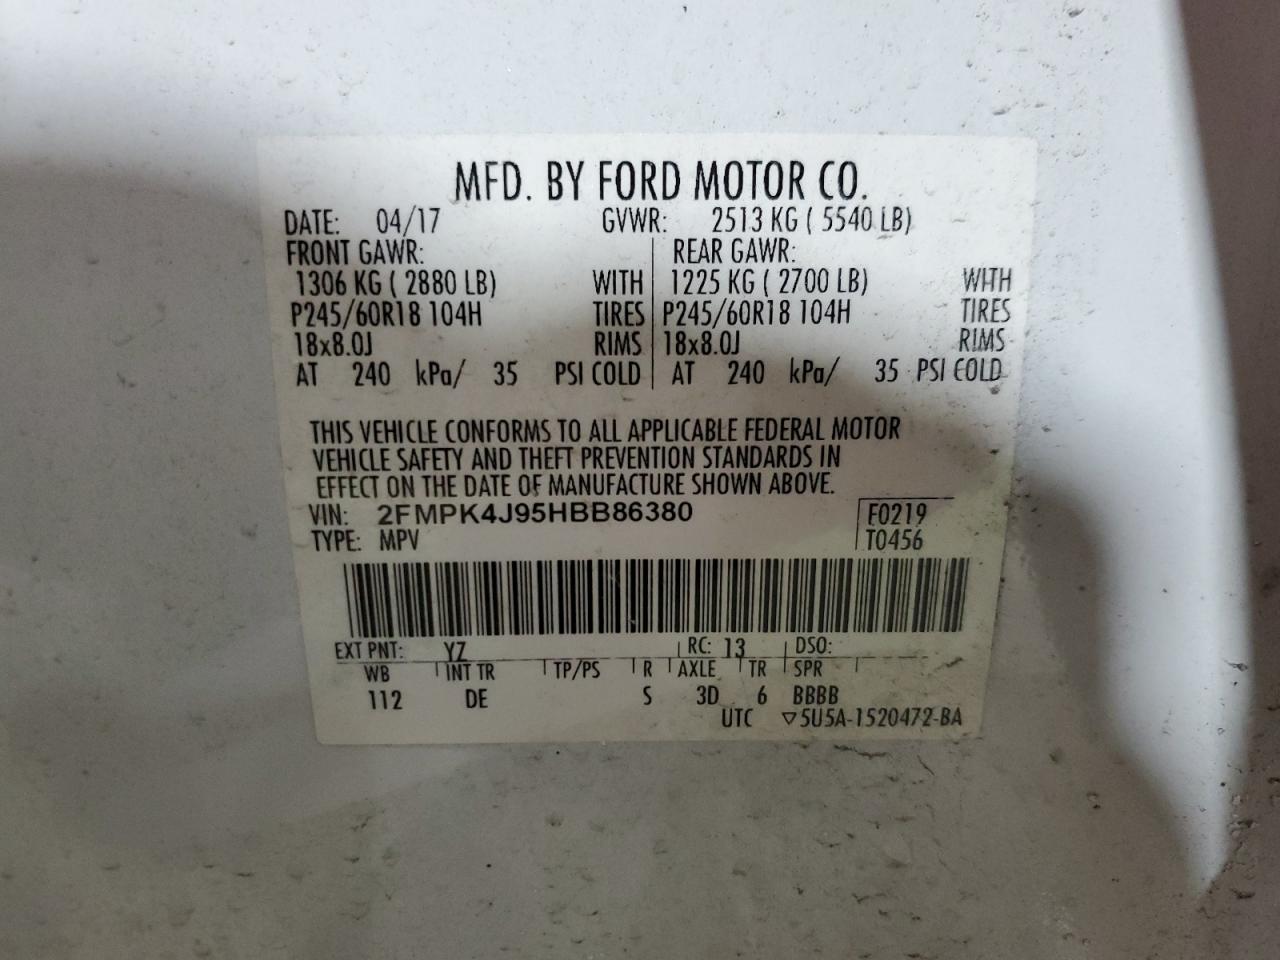 MFD. BY FORD MOTOR CO.
DATE: 04/17 GVWR: 2513 KG ( 5540 LB)
FRONT GAWR: REAR GAWR:
1306 KG ( 2880 LB) WITH 1225 KG ( 2700 LB) WITH
P245/60R18 104H TIRES P245/60R18 104H TIRES
18x8.0J RIMS 18x8.0J RIMS
AT 240 kPa/ 35 PSI COLD AT 240 kPa/ 35 PSI COLD
THIS VEHICLE CONFORMS TO ALL APPLICABLE FEDERAL MOTOR
VEHICLE SAFETY AND THEFT PREVENTION STANDARDS IN
EFFECT ON THE DATE OF MANUFACTURE SHOWN ABOVE.
VIN: 2FMPK4J95HBB86380 F0219
TYPE: MPV T0456
EXT PNT: YZ RC: 13 DSO:
WB INT TR TP/PS R AXLE TR SPR
112 DE S 3D 6 BBBB
UTC ▽5U5A-1520472-BA